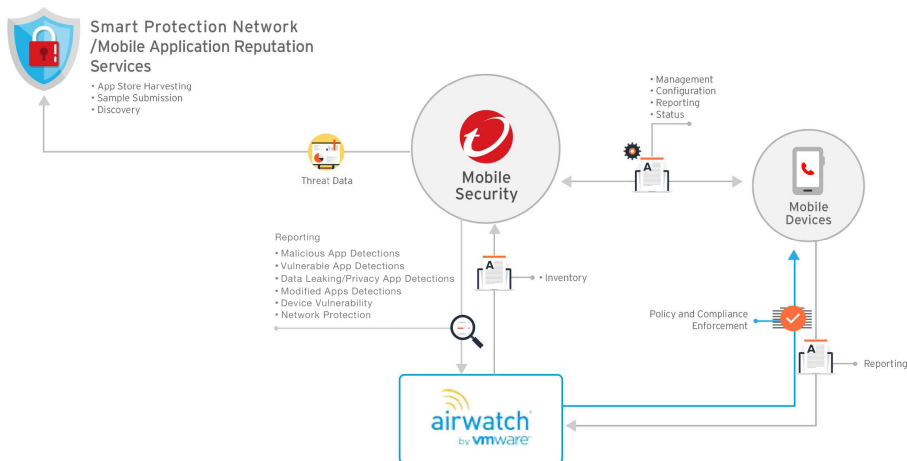 Smart Protection Network
/Mobile Application Reputation
Services
• App Store Harvesting
• Sample Submission
• Discovery
Threat Data
Mobile
Security
• Management
• Configuration
• Reporting
• Status
A
Mobile
Devices
Reporting
• Malicious App Detections
• Vulnerable App Detections
• Data Leaking/Privacy App Detections
• Modified Apps Detections
• Device Vulnerability
• Network Protection
A
• Inventory
Policy and Compliance
Enforcement
A
Reporting
airwatch
by vmware